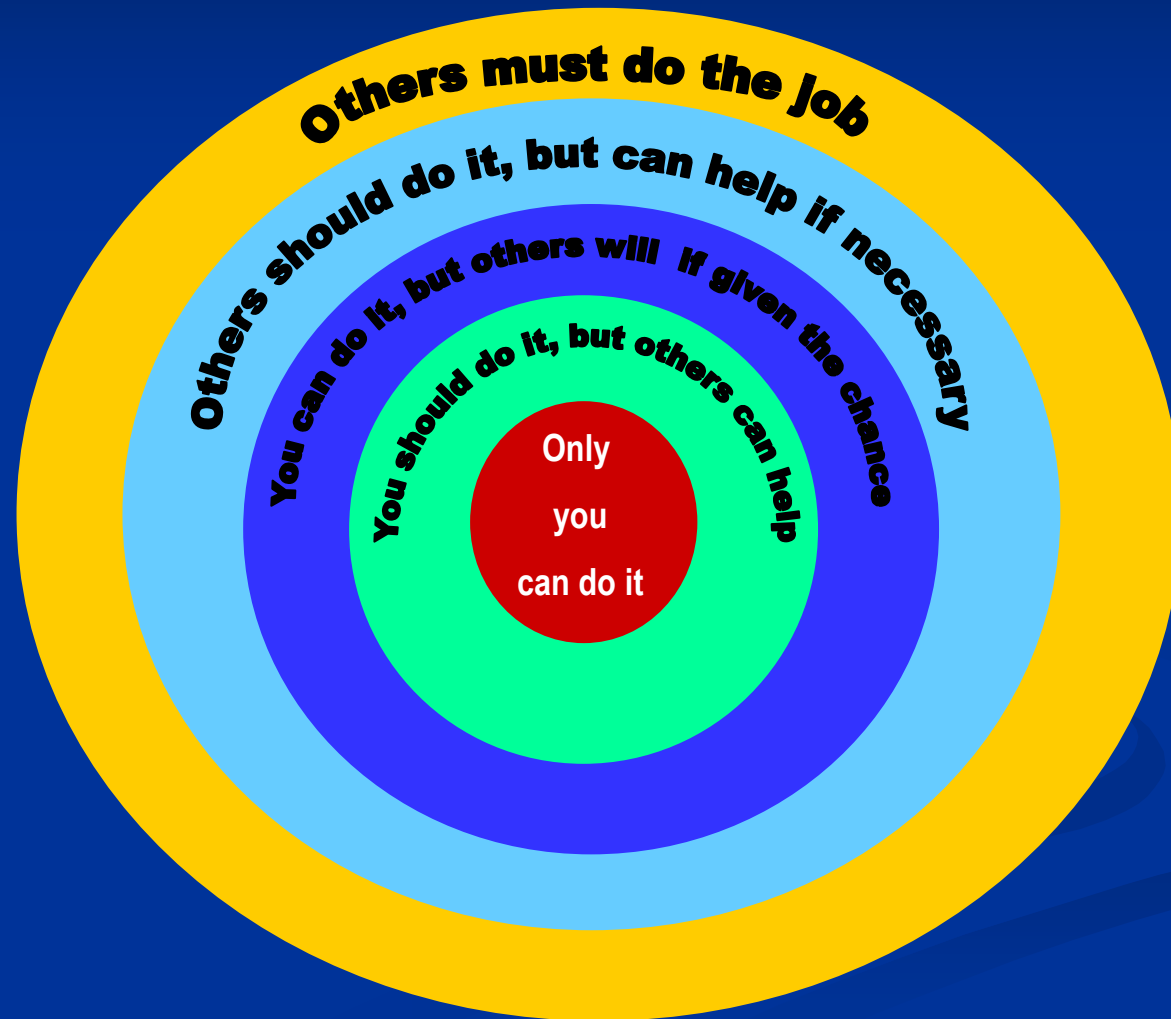 Others must do the job
Others should do it, but can help if necessary
You can do it, but others will if given the chance
You should do it, but others can help
Only
you
can do it